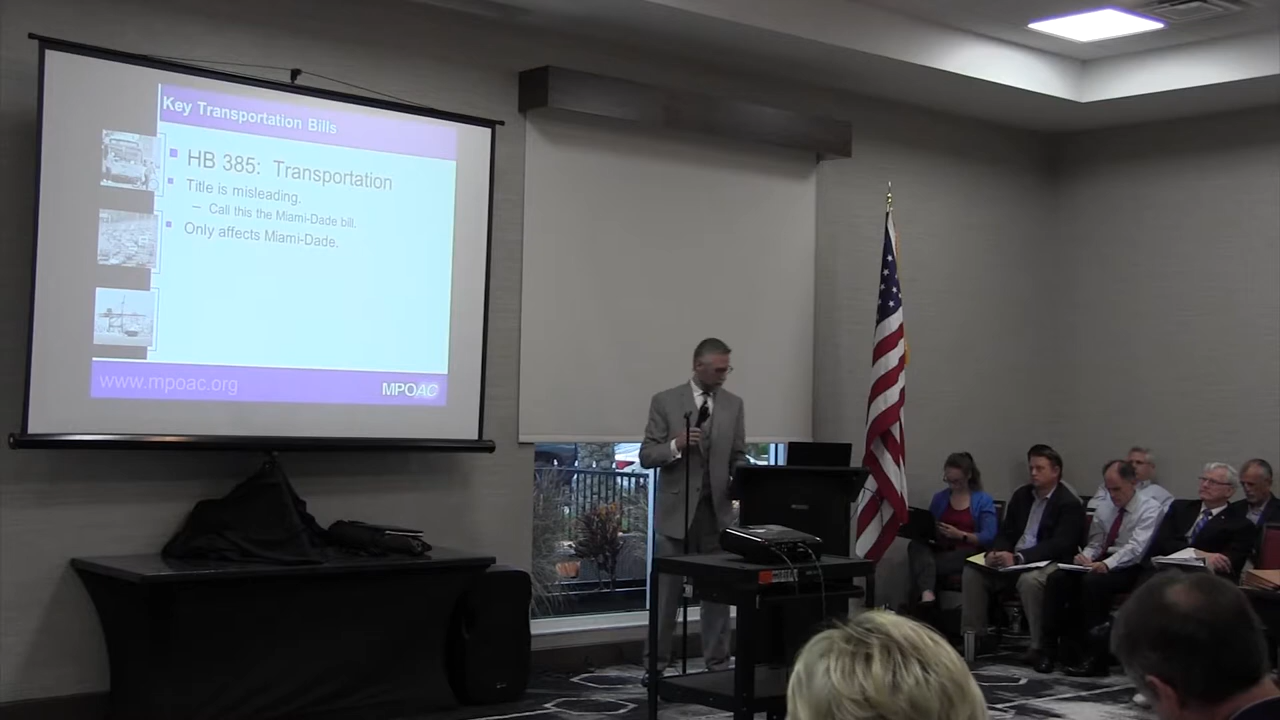 Key Transportation Bills
HB 385: Transportation
Title is misleading.
– Call this the Miami-Dade bill.
Only affects Miami-Dade.
www.mpoac.org
MPOAC